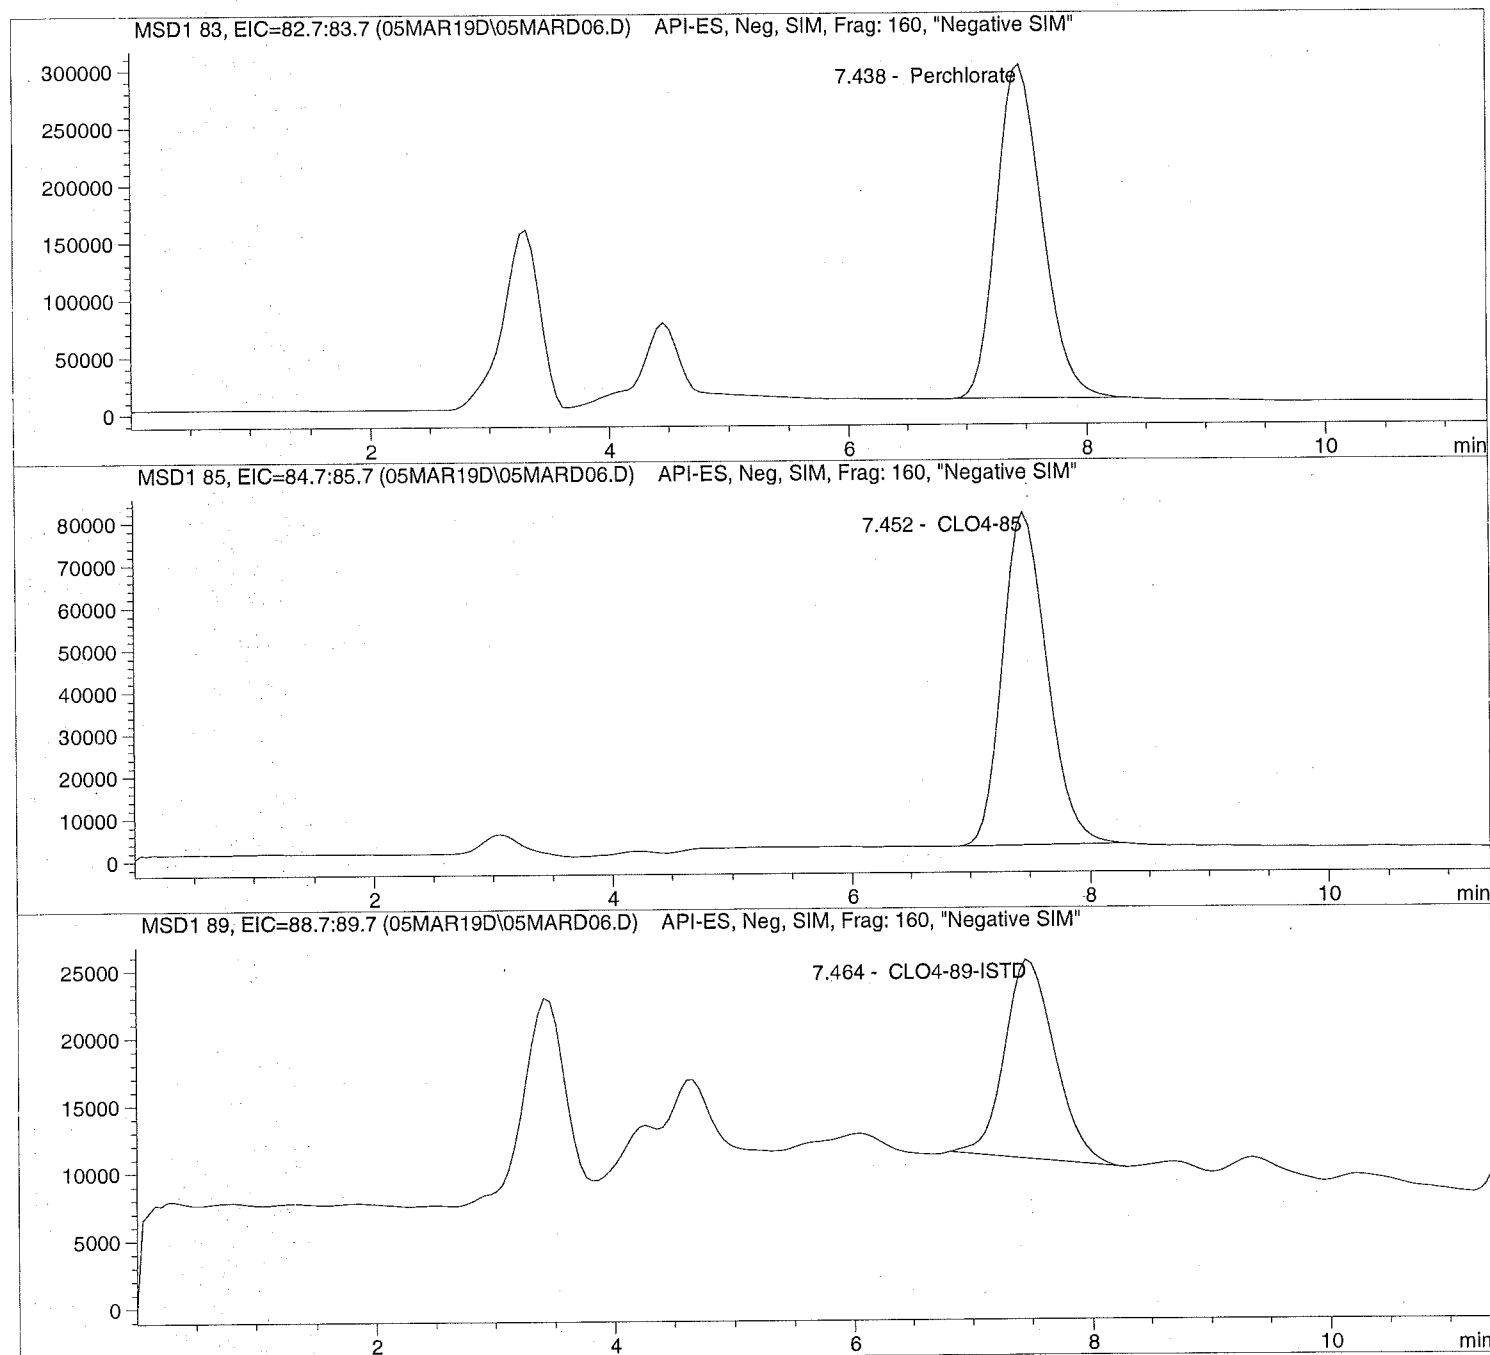 MSD1 83, EIC=82.7:83.7 (05MAR19D\05MARD06.D) API-ES, Neg, SIM, Frag: 160, "Negative SIM"
7.438 - Perchlorate
300000
250000
200000
150000
100000
50000
0
2 4 6 8 10 min
MSD1 85, EIC=84.7:85.7 (05MAR19D\05MARD06.D) API-ES, Neg, SIM, Frag: 160, "Negative SIM"
7.452 - CLO4-85
80000
70000
60000
50000
40000
30000
20000
10000
0
2 4 6 8 10 min
MSD1 89, EIC=88.7:89.7 (05MAR19D\05MARD06.D) API-ES, Neg, SIM, Frag: 160, "Negative SIM"
7.464 - CLO4-89-ISTD
25000
20000
15000
10000
5000
0
2 4 6 8 10 min